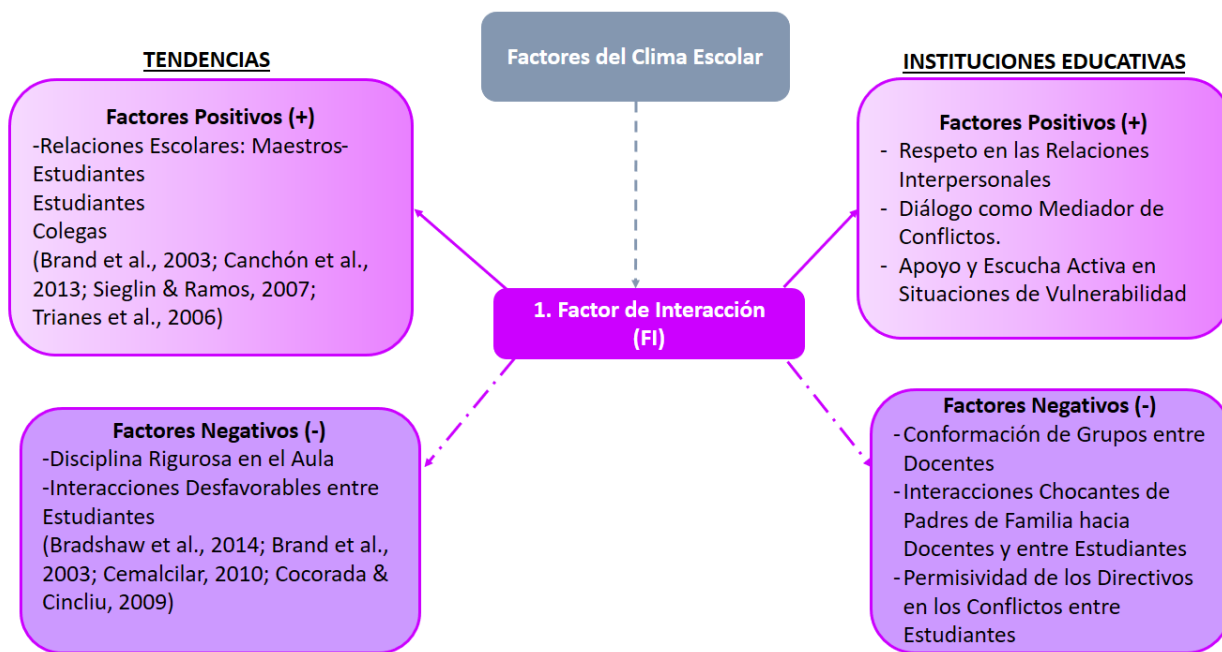 Factores del Clima Escolar
TENDENCIAS
Factores Positivos (+)
-Relaciones Escolares: Maestros-
Estudiantes
Estudiantes
Colegas
(Brand et al., 2003; Canchón et al.,
2013; Sieglin & Ramos, 2007;
Trianes et al., 2006)
INSTITUCIONES EDUCATIVAS
Factores Positivos (+)
- Respeto en las Relaciones
Interpersonales
- Diálogo como Mediador de
Conflictos.
- Apoyo y Escucha Activa en
Situaciones de Vulnerabilidad
1. Factor de Interacción
(FI)
Factores Negativos (-)
-Disciplina Rigurosa en el Aula
-Interacciones Desfavorables entre
Estudiantes
(Bradshaw et al., 2014; Brand et al.,
2003; Cemalcilar, 2010; Cocorada &
Cincliu, 2009)
Factores Negativos (-)
-Conformación de Grupos entre
Docentes
-Interacciones Chocantes de
Padres de Familia hacia
Docentes y entre Estudiantes
-Permisividad de los Directivos
en los Conflictos entre
Estudiantes